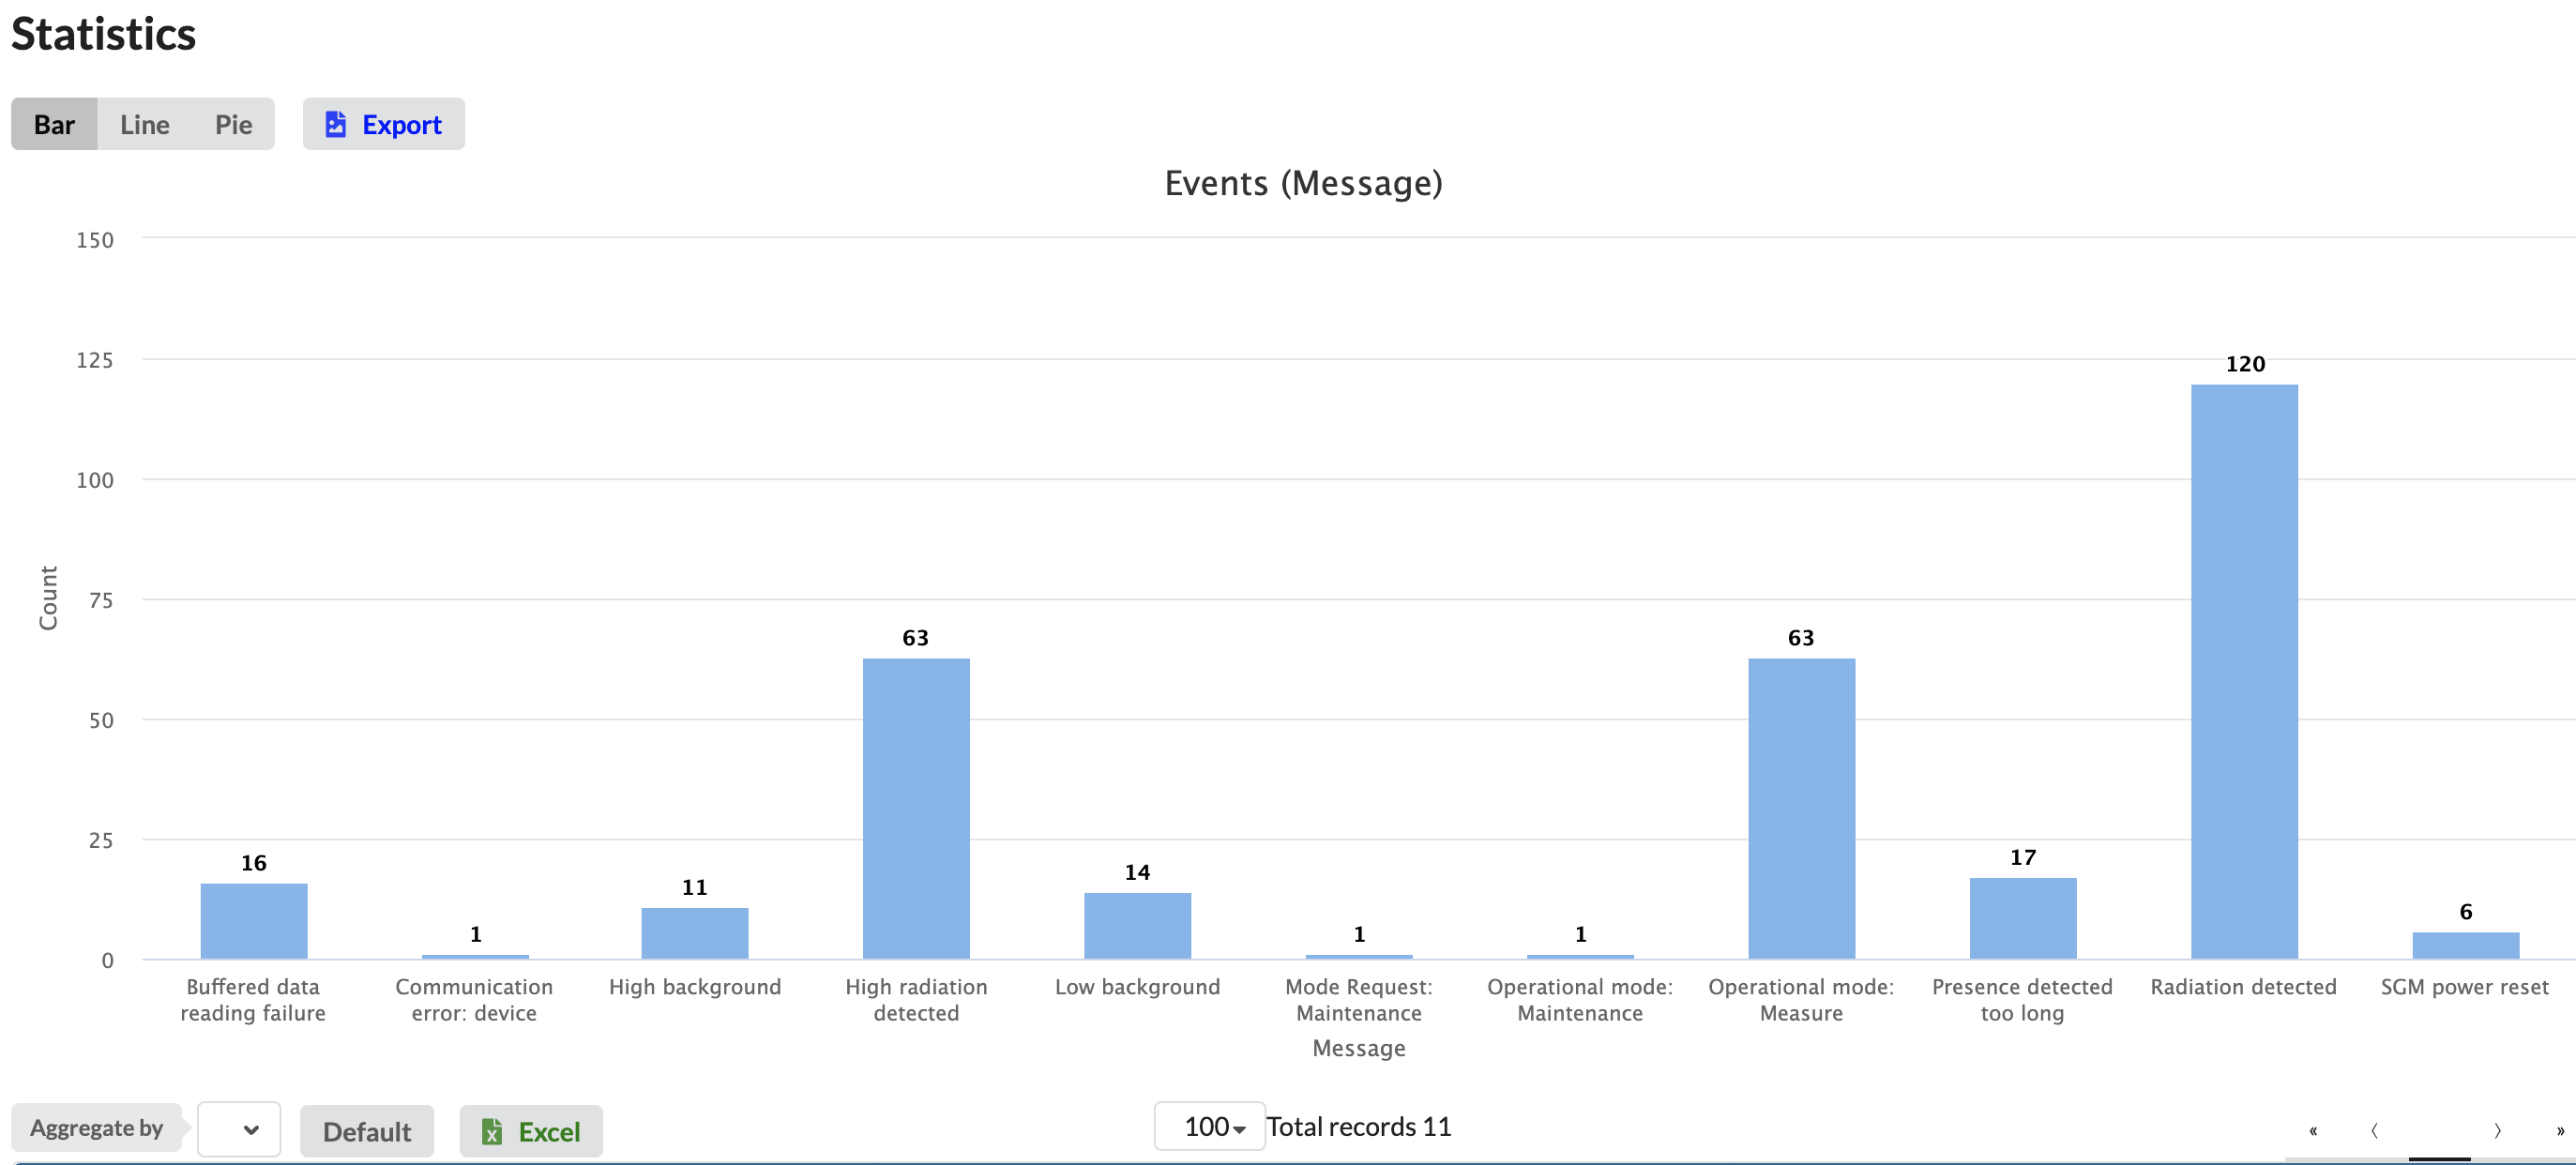 Statistics
Bar Line Pie Export
Events (Message)
150
125
100
75
50
25
0
Count
16
1
11
63
14
1
1
63
17
120
6
Buffered data
reading failure
Communication
error: device
High background
High radiation
detected
Low background
Mode Request:
Maintenance
Operational mode:
Maintenance
Operational mode:
Measure
Presence detected
too long
Radiation detected
SGM power reset
Message
Aggregate by Default Excel 100 Total records 11 « 〈 〉 »